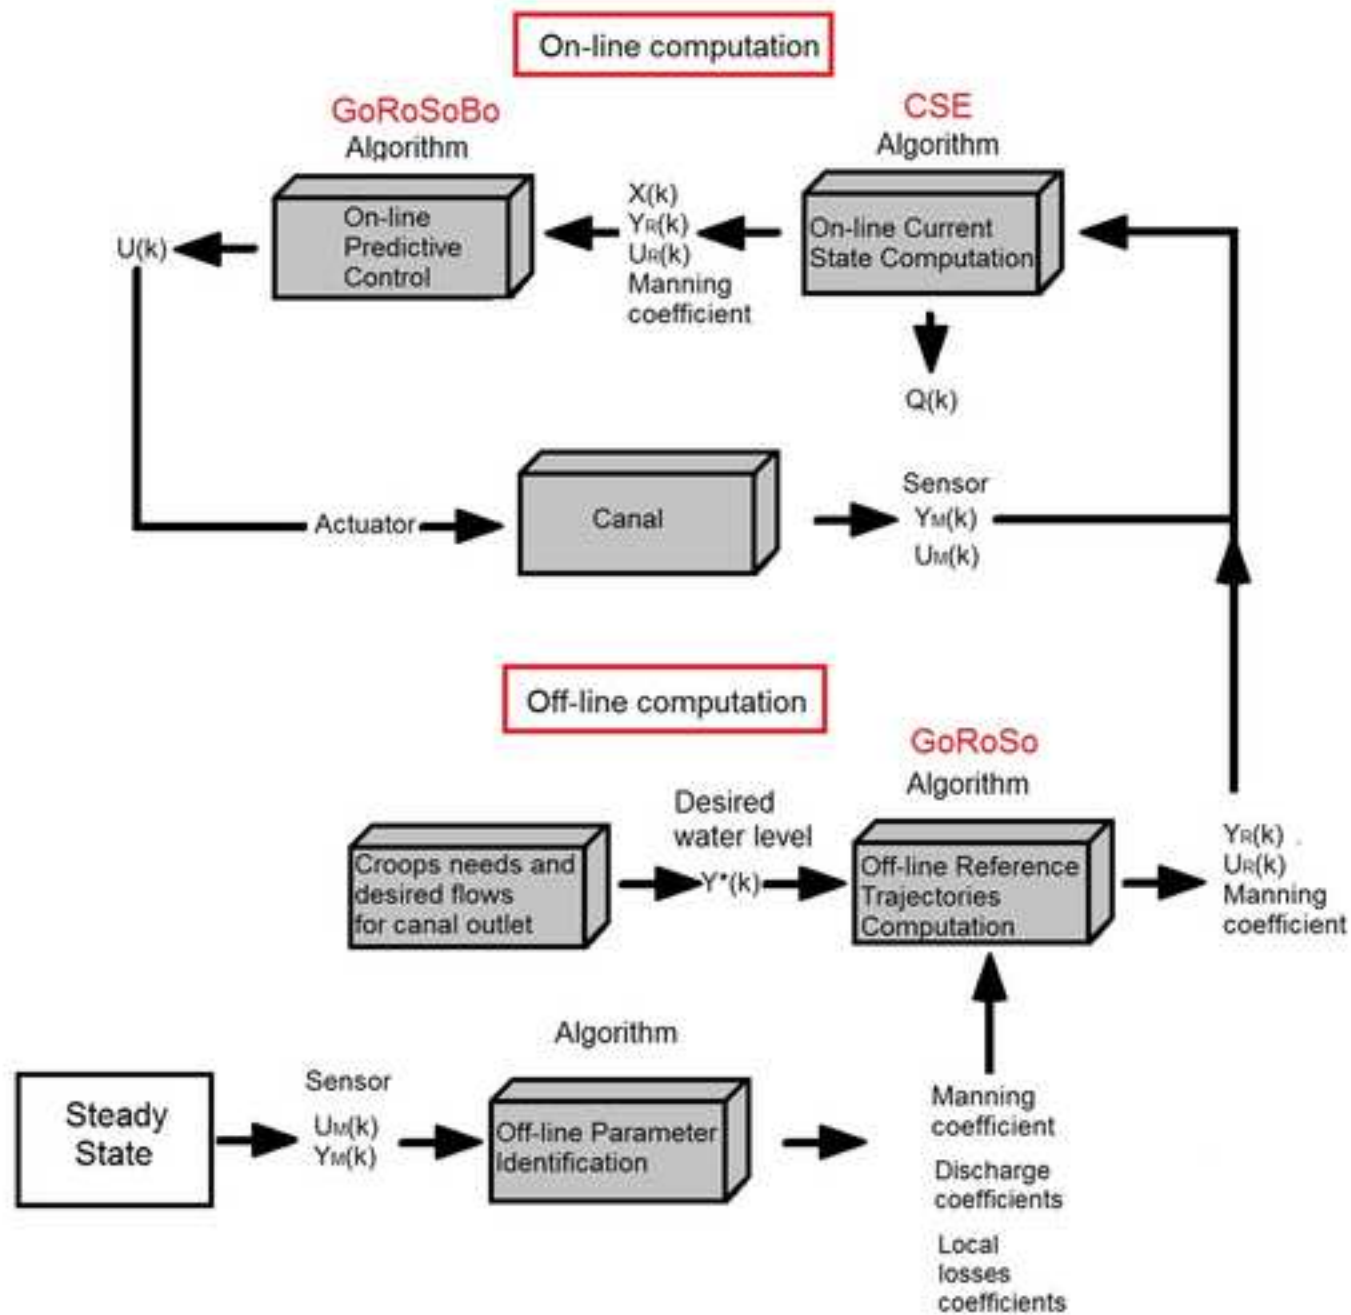 On-line computation
GoRoSoBo
Algorithm
CSE
Algorithm
On-line
Predictive
Control
X(k)
YR(k)
UR(k)
Manning
coefficient
On-line Current
State Computation
U(k)
Q(k)
Actuator
Canal
Sensor
YM(k)
UM(k)
Off-line computation
GoRoSo
Algorithm
Desired
water level
Y*(k)
Croops needs and
desired flows
for canal outlet
Off-line Reference
Trajectories
Computation
YR(k) .
UR(k)
Manning
coefficient
Algorithm
Steady
State
Sensor
UM(k)
YM(k)
Off-line Parameter
Identification
Manning
coefficient
Discharge
coefficients
Local
losses
coefficients